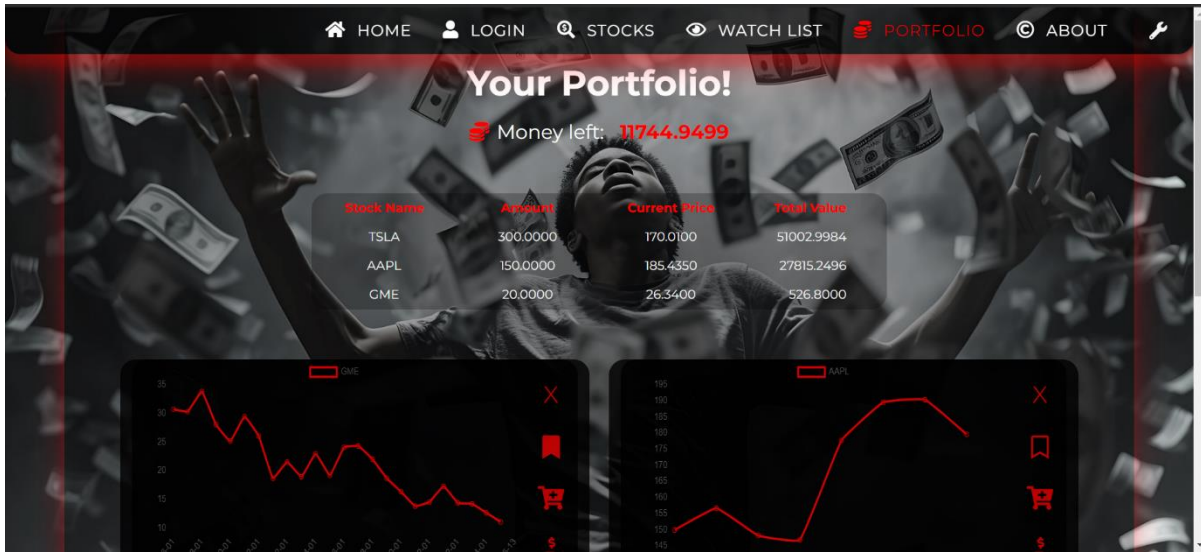 HOME LOGIN STOCKS WATCH LIST PORTFOLIO © ABOUT
Your Portfolio!
Money left: 11744.9499
Stock Name Amount Current Price Total Value
TSLA 300.0000 170.0100 51002.9984
AAPL 150.0000 185.4350 27815.2496
GME 20.0000 26.3400 526.8000
GME
35
30
25
20
15
10
X
$
AAPL
195
190
185
180
175
170
165
160
155
150
145
X
$